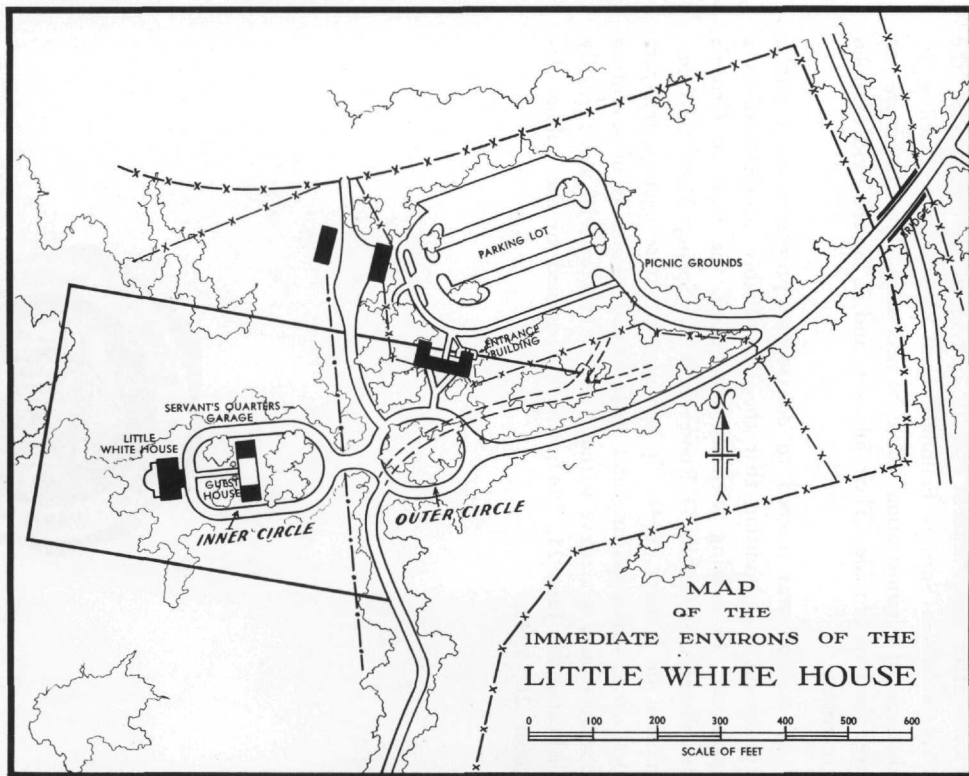 PARKING LOT
PICNIC GROUNDS
BRIDGE
ENTRANCE
BUILDING
SERVANT'S QUARTERS
GARAGE
LITTLE
WHITE HOUSE
GUEST
HOUSE
INNER CIRCLE
OUTER CIRCLE
MAP
OF THE
IMMEDIATE ENVIRONS OF THE
LITTLE WHITE HOUSE
0 100 200 300 400 500 600
SCALE OF FEET